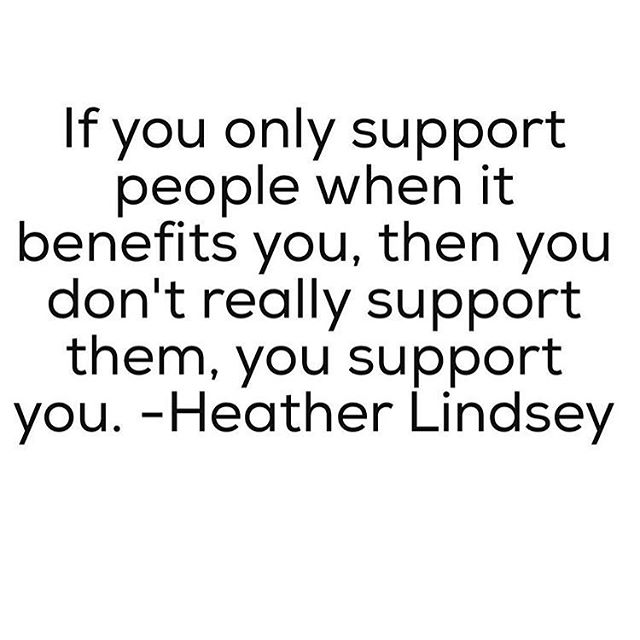 If you only support
people when it
benefits you, then you
don't really support
them, you support
you. -Heather Lindsey